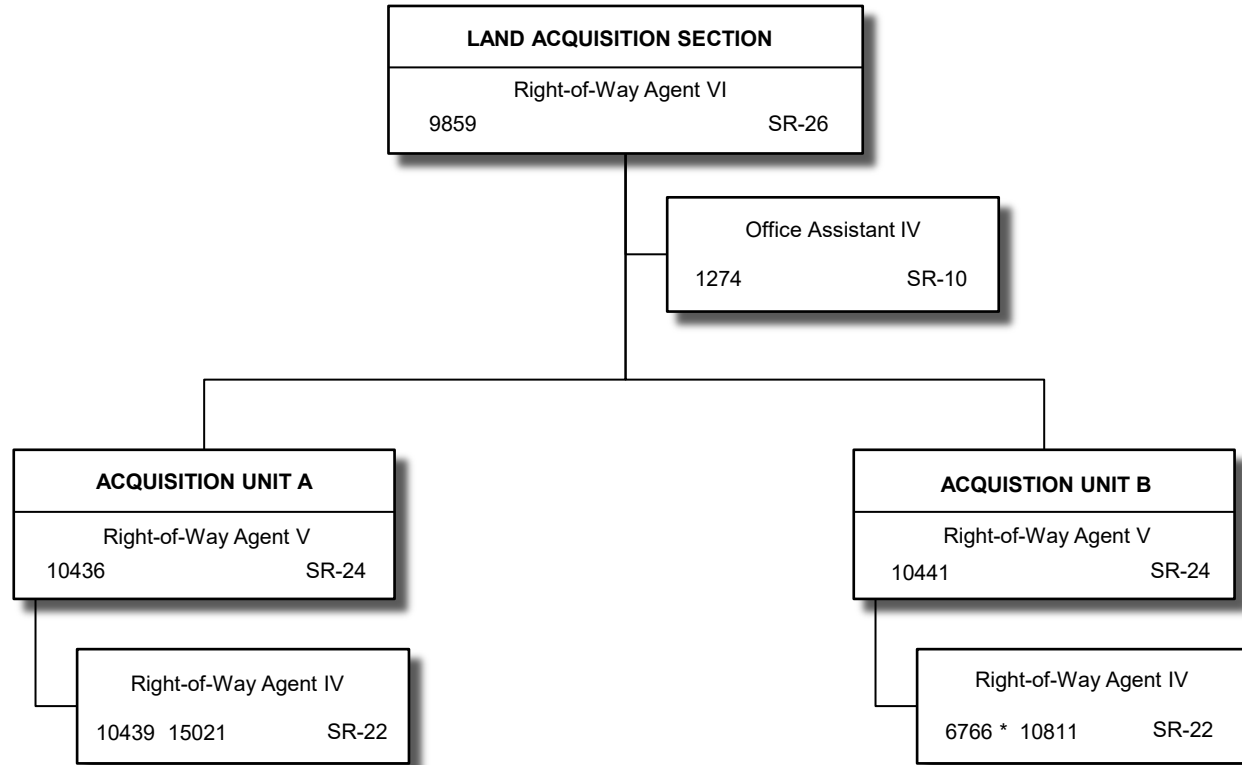 LAND ACQUISITION SECTION
Right-of-Way Agent VI
9859 SR-26
Office Assistant IV
1274 SR-10
ACQUISITION UNIT A
Right-of-Way Agent V
10436 SR-24
Right-of-Way Agent IV
10439 15021 SR-22
ACQUISTION UNIT B
Right-of-Way Agent V
10441 SR-24
Right-of-Way Agent IV
6766 * 10811 SR-22